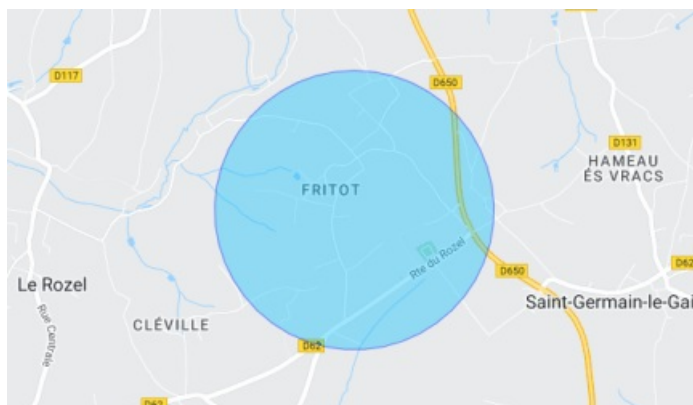 D117
D650
D131
HAMEAU
ÉS VRACS
FRITOT
Rte du Rozel
D62
D650
Le Rozel
Saint-Germain-le-Gai
Rue Centrale
CLÉVILLE
D62